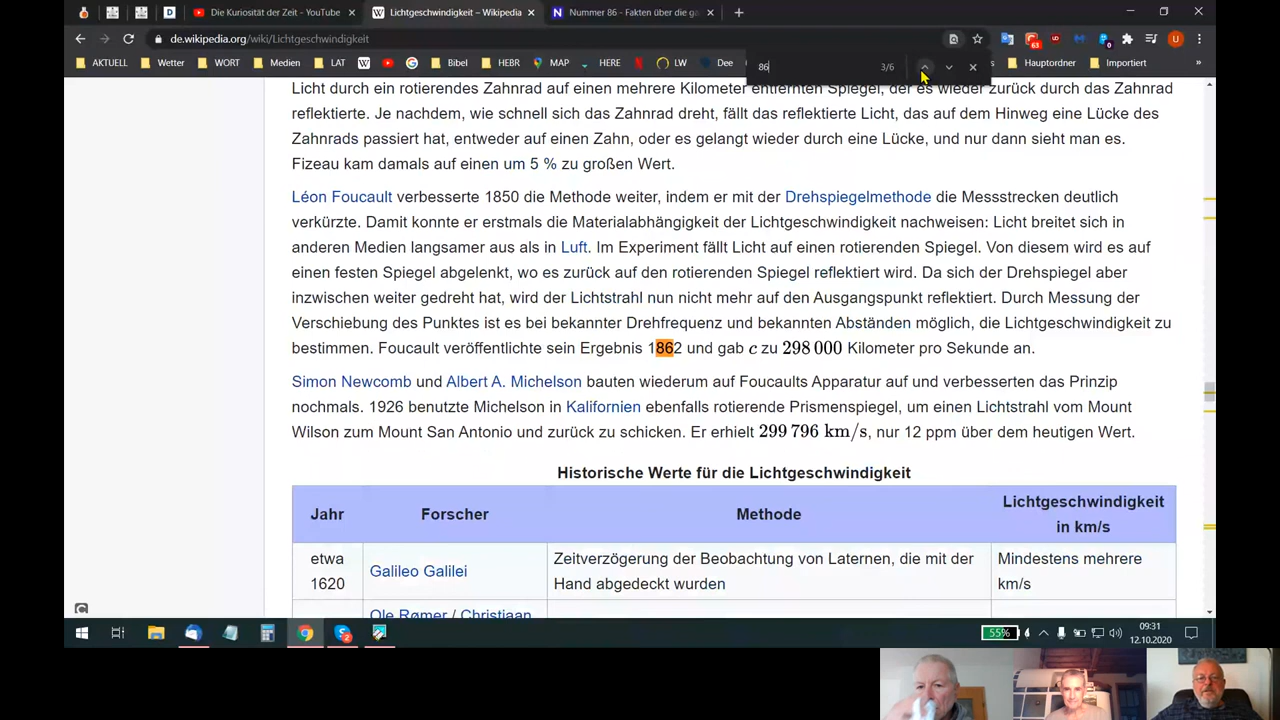 Die Kuriosität der Zeit - YouTube
Lichtgeschwindigkeit – Wikipedia
Nummer 86 - Fakten über die ga
de.wikipedia.org/wiki/Lichtgeschwindigkeit
63
0
U
AKTUELL
WW
WORT
Medien
LAT
W
Bibel
HEBR
MAP
HERE
LW
Dee
Hauptordner
Importiert
86
3/6
Licht durch ein rotierendes Zahnrad auf einen mehrere Kilometer entfernten Spiegel, der es wieder zurück durch das Zahnrad
reflektierte. Je nachdem, wie schnell sich das Zahnrad dreht, fällt das reflektierte Licht, das auf dem Hinweg eine Lücke des
Zahnrads passiert hat, entweder auf einen Zahn, oder es gelangt wieder durch eine Lücke, und nur dann sieht man es.
Fizeau kam damals auf einen um 5 % zu großen Wert.
Léon Foucault verbesserte 1850 die Methode weiter, indem er mit der Drehspiegelmethode die Messstrecken deutlich
verkürzte. Damit konnte er erstmals die Materialabhängigkeit der Lichtgeschwindigkeit nachweisen: Licht breitet sich in
anderen Medien langsamer aus als in Luft. Im Experiment fällt Licht auf einen rotierenden Spiegel. Von diesem wird es auf
einen festen Spiegel abgelenkt, wo es zurück auf den rotierenden Spiegel reflektiert wird. Da sich der Drehspiegel aber
inzwischen weiter gedreht hat, wird der Lichtstrahl nun nicht mehr auf den Ausgangspunkt reflektiert. Durch Messung der
Verschiebung des Punktes ist es bei bekannter Drehfrequenz und bekannten Abständen möglich, die Lichtgeschwindigkeit zu
bestimmen. Foucault veröffentlichte sein Ergebnis 1862 und gab c zu 298 000 Kilometer pro Sekunde an.
Simon Newcomb und Albert A. Michelson bauten wiederum auf Foucaults Apparatur auf und verbesserten das Prinzip
nochmals. 1926 benutzte Michelson in Kalifornien ebenfalls rotierende Prismenspiegel, um einen Lichtstrahl vom Mount
Wilson zum Mount San Antonio und zurück zu schicken. Er erhielt 299 796 km/s, nur 12 ppm über dem heutigen Wert.
Historische Werte für die Lichtgeschwindigkeit
Jahr
Forscher
Methode
Lichtgeschwindigkeit
in km/s
etwa
1620
Galileo Galilei
Zeitverzögerung der Beobachtung von Laternen, die mit der
Hand abgedeckt wurden
Mindestens mehrere
km/s
Ole Rømer / Christiaan
55%
09:31
12.10.2020